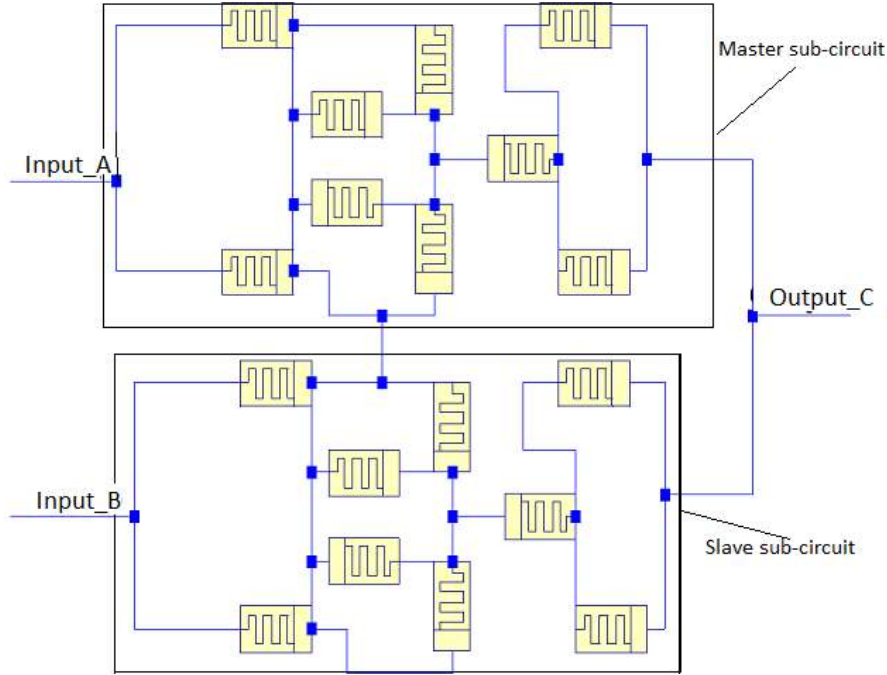 Master sub-circuit
Input_A
Output_C
Input_B
Slave sub-circuit